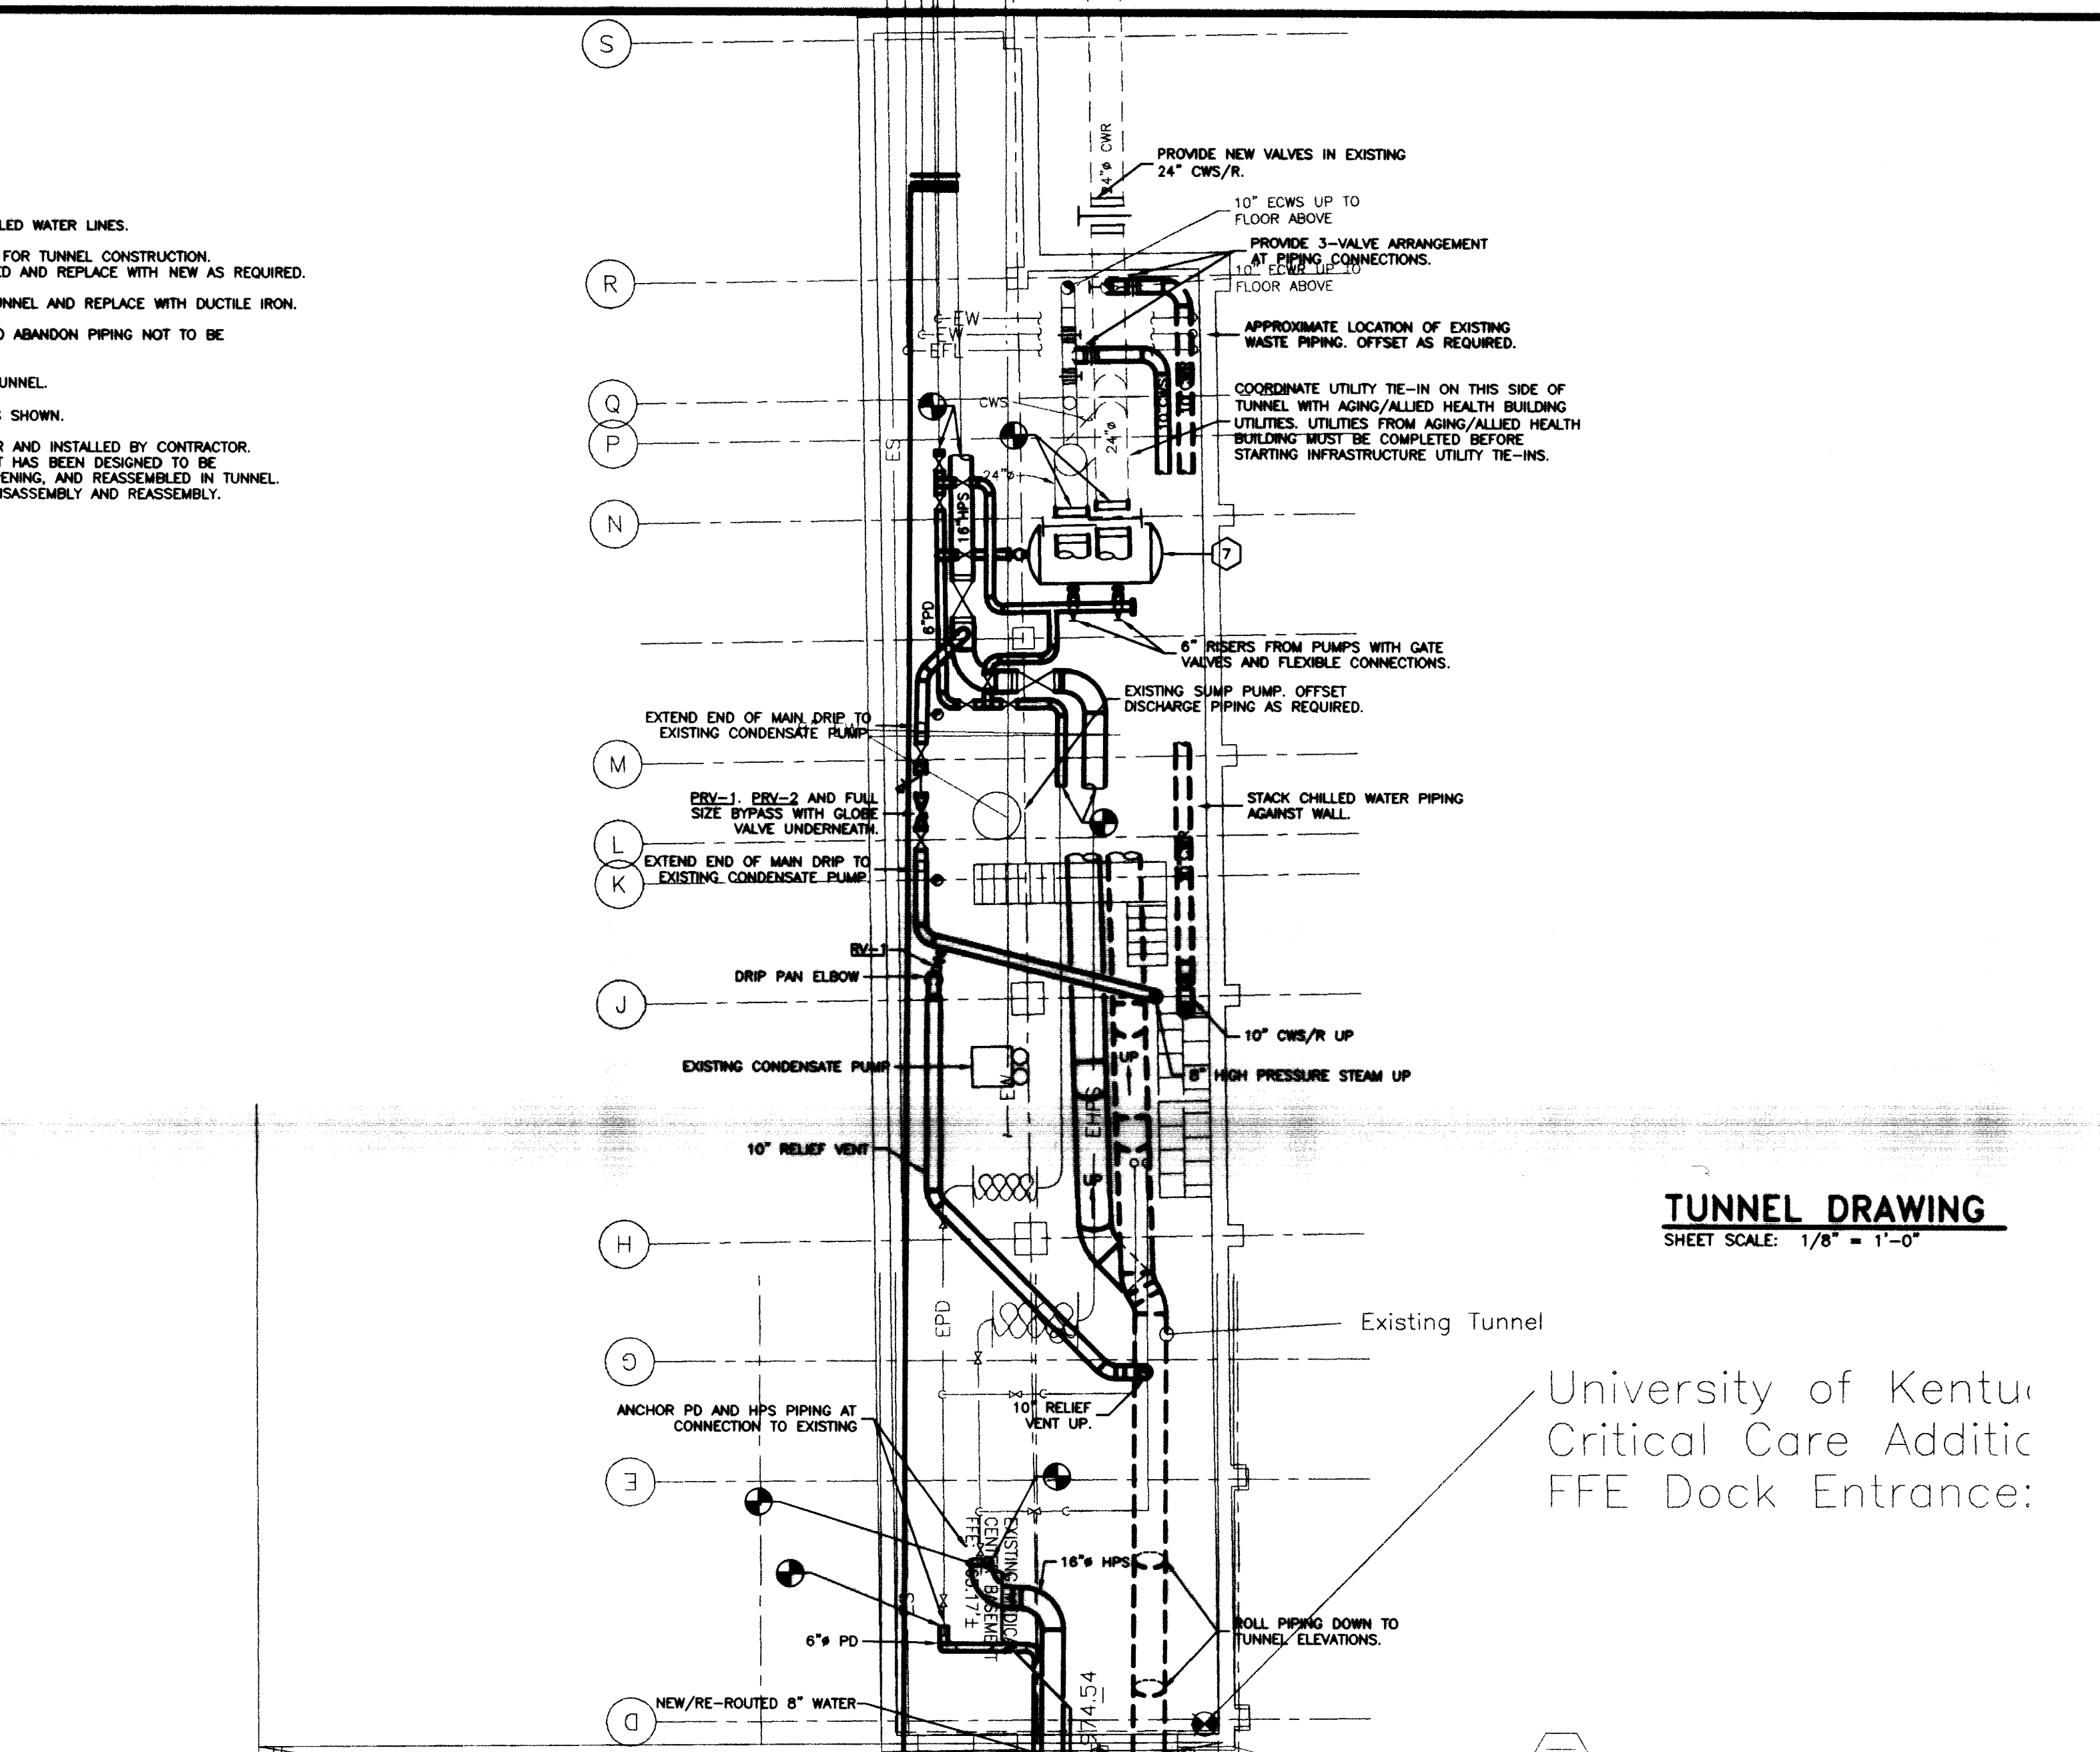 LED WATER LINES.
FOR TUNNEL CONSTRUCTION.
ED AND REPLACE WITH NEW AS REQUIRED.
UNNEL AND REPLACE WITH DUCTILE IRON.
O ABANDON PIPING NOT TO BE
UNNEL.
S SHOWN.
R AND INSTALLED BY CONTRACTOR.
T HAS BEEN DESIGNED TO BE
PENING, AND REASSEMBLED IN TUNNEL.
ISASSEMBLY AND REASSEMBLY.
S
R
Q
P
N
M
L
K
J
H
G
E
D
24"ø CWR
PROVIDE NEW VALVES IN EXISTING
24" CWS/R.
10" ECWS UP TO
FLOOR ABOVE
PROVIDE 3-VALVE ARRANGEMENT
AT PIPING CONNECTIONS.
10" ECWR UP TO
FLOOR ABOVE
EW
EW
EFL
APPROXIMATE LOCATION OF EXISTING
WASTE PIPING. OFFSET AS REQUIRED.
COORDINATE UTILITY TIE-IN ON THIS SIDE OF
TUNNEL WITH AGING/ALLIED HEALTH BUILDING
UTILITIES. UTILITIES FROM AGING/ALLIED HEALTH
BUILDING MUST BE COMPLETED BEFORE
STARTING INFRASTRUCTURE UTILITY TIE-INS.
CWS
10"CWS
ES
24"ø
24"ø
16"HPS
7
6"PD
6" RISERS FROM PUMPS WITH GATE
VALVES AND FLEXIBLE CONNECTIONS.
EXISTING SUMP PUMP. OFFSET
DISCHARGE PIPING AS REQUIRED.
EXTEND END OF MAIN DRIP TO
EXISTING CONDENSATE PUMP.
PRV-1. PRV-2 AND FULL
SIZE BYPASS WITH GLOBE
VALVE UNDERNEATH.
STACK CHILLED WATER PIPING
AGAINST WALL.
EXTEND END OF MAIN DRIP TO
EXISTING CONDENSATE PUMP.
RV-1
DRIP PAN ELBOW
10" CWS/R UP
UP
EXISTING CONDENSATE PUMP
8" HIGH PRESSURE STEAM UP
EW
EHPS
10" RELIEF VENT
UP
TUNNEL DRAWING
SHEET SCALE: 1/8" = 1'-0"
EPD
Existing Tunnel
University of Kentu
Critical Care Additio
FFE Dock Entrance:
10" RELIEF
VENT UP.
ANCHOR PD AND HPS PIPING AT
CONNECTION TO EXISTING
EXISTING MEDICA
CENTER BASEMENT
FFE:
16"ø HPS
6"ø PD
ROLL PIPING DOWN TO
TUNNEL ELEVATIONS.
NEW/RE-ROUTED 8" WATER
974.54